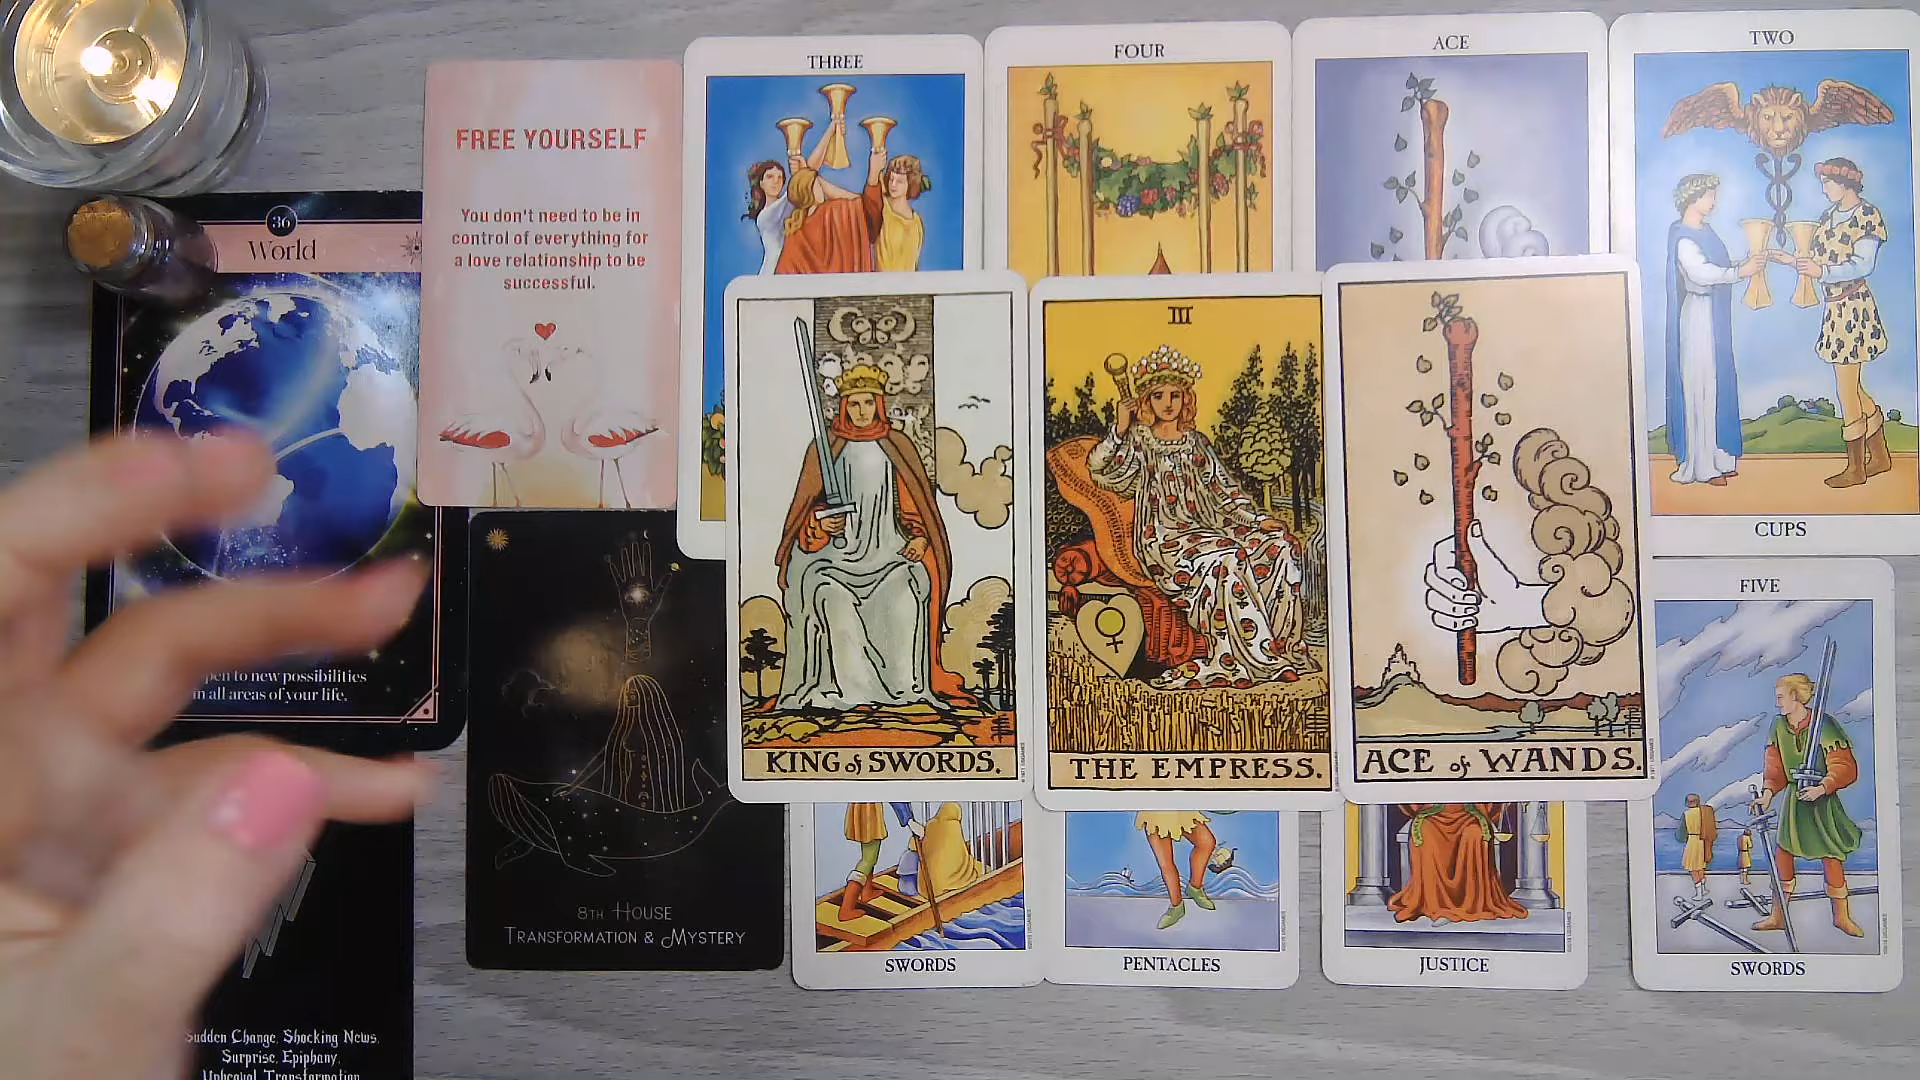 36
World
pen to new possibilities
in all areas of your life.
FREE YOURSELF
You don't need to be in
control of everything for
a love relationship to be
successful.
THREE
FOUR
ACE
TWO
CUPS
KING of SWORDS.
III
THE EMPRESS.
ACE of WANDS.
FIVE
SWORDS
8TH HOUSE
TRANSFORMATION & MYSTERY
SWORDS
PENTACLES
JUSTICE
Sudden Change, Shocking News,
Surprise, Epiphany,
Upheaval, Transformation